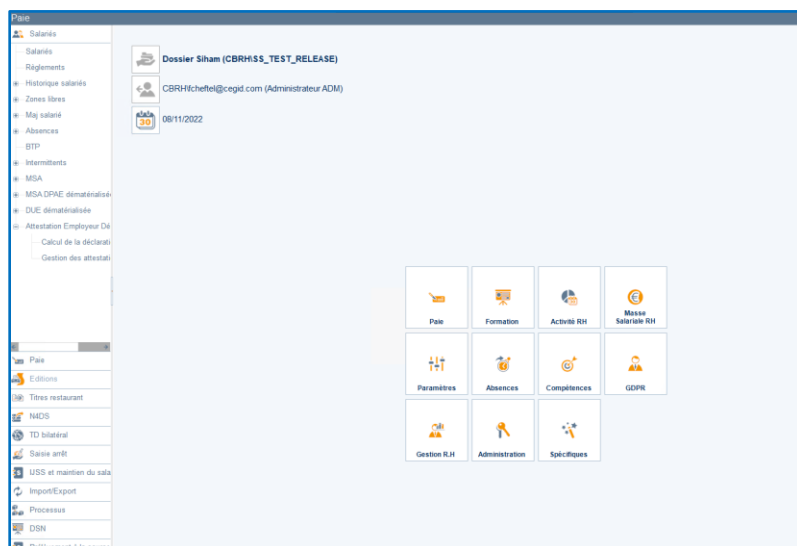 Paie
Salariés
Salariés
Règlements
Historique salariés
Zones libres
Maj salarié
Absences
BTP
Intermittents
MSA
MSA DPAE dématérialisé
DUE dématérialisée
Attestation Employeur Dé
Calcul de la déclarati
Gestion des attestati
Paie
Editions
Titres restaurant
N4DS
TD bilatéral
Saisie arrêt
IJSS et maintien du sala
Import/Export
Processus
DSN
Dossier Siham (CBRH\SS_TEST_RELEASE)
CBRH\fcheftel@cegid.com (Administrateur ADM)
30
08/11/2022
Paie
Formation
Activité RH
Masse
Salariale RH
Paramètres
Absences
Compétences
GDPR
Gestion R.H
Administration
Spécifiques